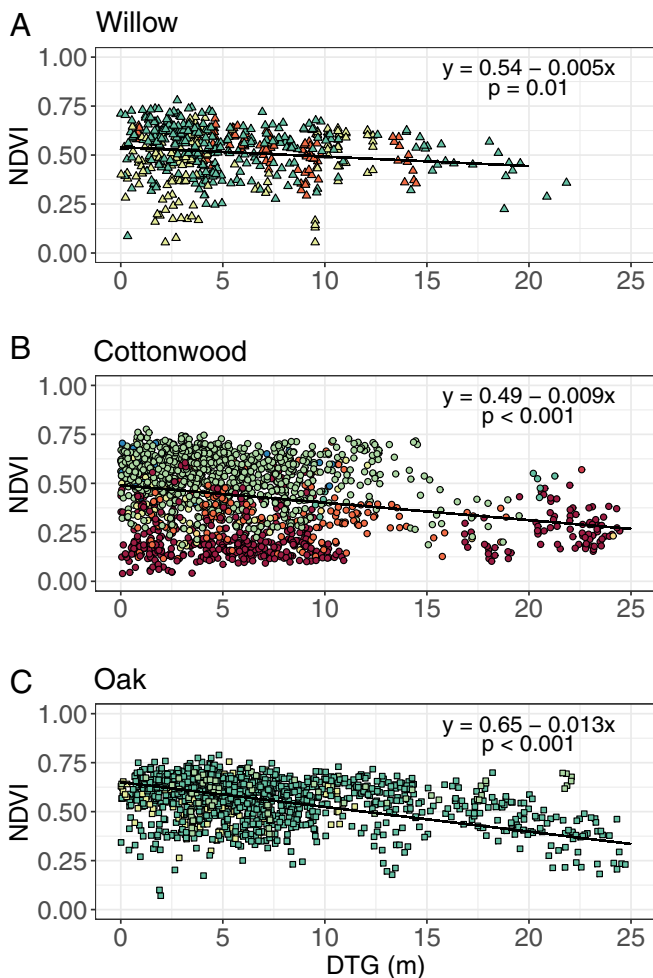 A Willow
1.00
0.75
0.50
0.25
0.00
NDVI
y = 0.54 − 0.005x
p = 0.01
0 5 10 15 20 25
B Cottonwood
1.00
0.75
0.50
0.25
0.00
NDVI
y = 0.49 − 0.009x
p < 0.001
0 5 10 15 20 25
C Oak
1.00
0.75
0.50
0.25
0.00
NDVI
y = 0.65 − 0.013x
p < 0.001
0 5 10 15 20 25
DTG (m)